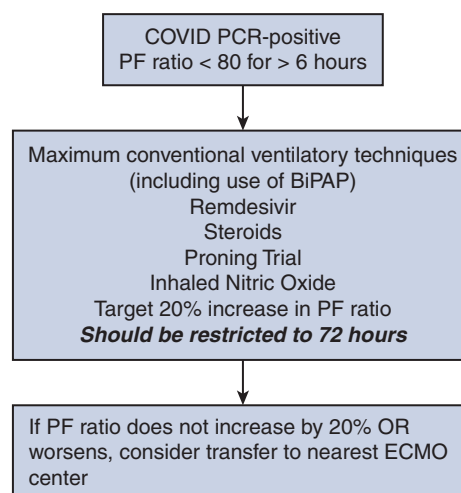 COVID PCR-positive
PF ratio < 80 for > 6 hours
Maximum conventional ventilatory techniques
(including use of BiPAP)
Remdesivir
Steroids
Proning Trial
Inhaled Nitric Oxide
Target 20% increase in PF ratio
Should be restricted to 72 hours
If PF ratio does not increase by 20% OR
worsens, consider transfer to nearest ECMO
center